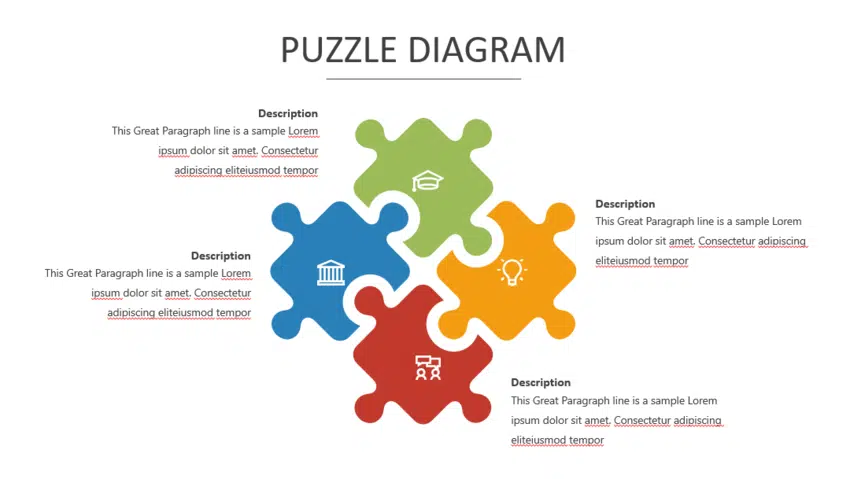 PUZZLE DIAGRAM
Description
This Great Paragraph line is a sample Lorem
ipsum dolor sit amet. Consectetur
adipiscing eliteiusmod tempor
Description
This Great Paragraph line is a sample Lorem
ipsum dolor sit amet. Consectetur adipiscing
eliteiusmod tempor
Description
This Great Paragraph line is a sample Lorem
ipsum dolor sit amet. Consectetur
adipiscing eliteiusmod tempor
Description
This Great Paragraph line is a sample Lorem
ipsum dolor sit amet. Consectetur adipiscing
eliteiusmod tempor